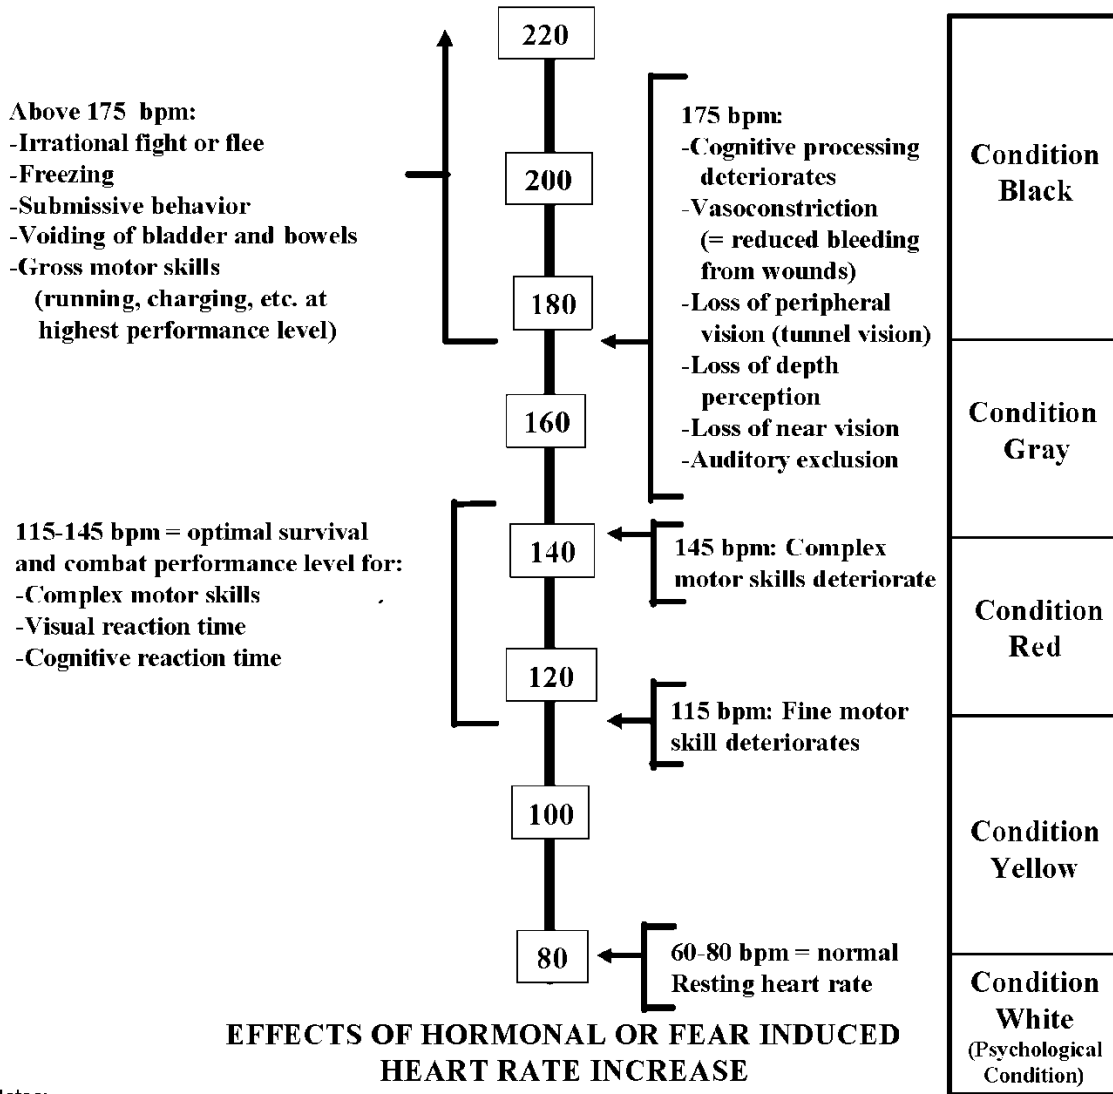 220
Above 175 bpm:
-Irrational fight or flee
-Freezing
-Submissive behavior
-Voiding of bladder and bowels
-Gross motor skills
(running, charging, etc. at
highest performance level)
175 bpm:
-Cognitive processing
deteriorates
-Vasoconstriction
(= reduced bleeding
from wounds)
-Loss of peripheral
vision (tunnel vision)
-Loss of depth
perception
-Loss of near vision
-Auditory exclusion
Condition
Black
200
180
160
Condition
Gray
115-145 bpm = optimal survival
and combat performance level for:
-Complex motor skills
-Visual reaction time
-Cognitive reaction time
140
145 bpm: Complex
motor skills deteriorate
Condition
Red
120
115 bpm: Fine motor
skill deteriorates
100
Condition
Yellow
80
60-80 bpm = normal
Resting heart rate
Condition
White
(Psychological
Condition)
EFFECTS OF HORMONAL OR FEAR INDUCED
HEART RATE INCREASE